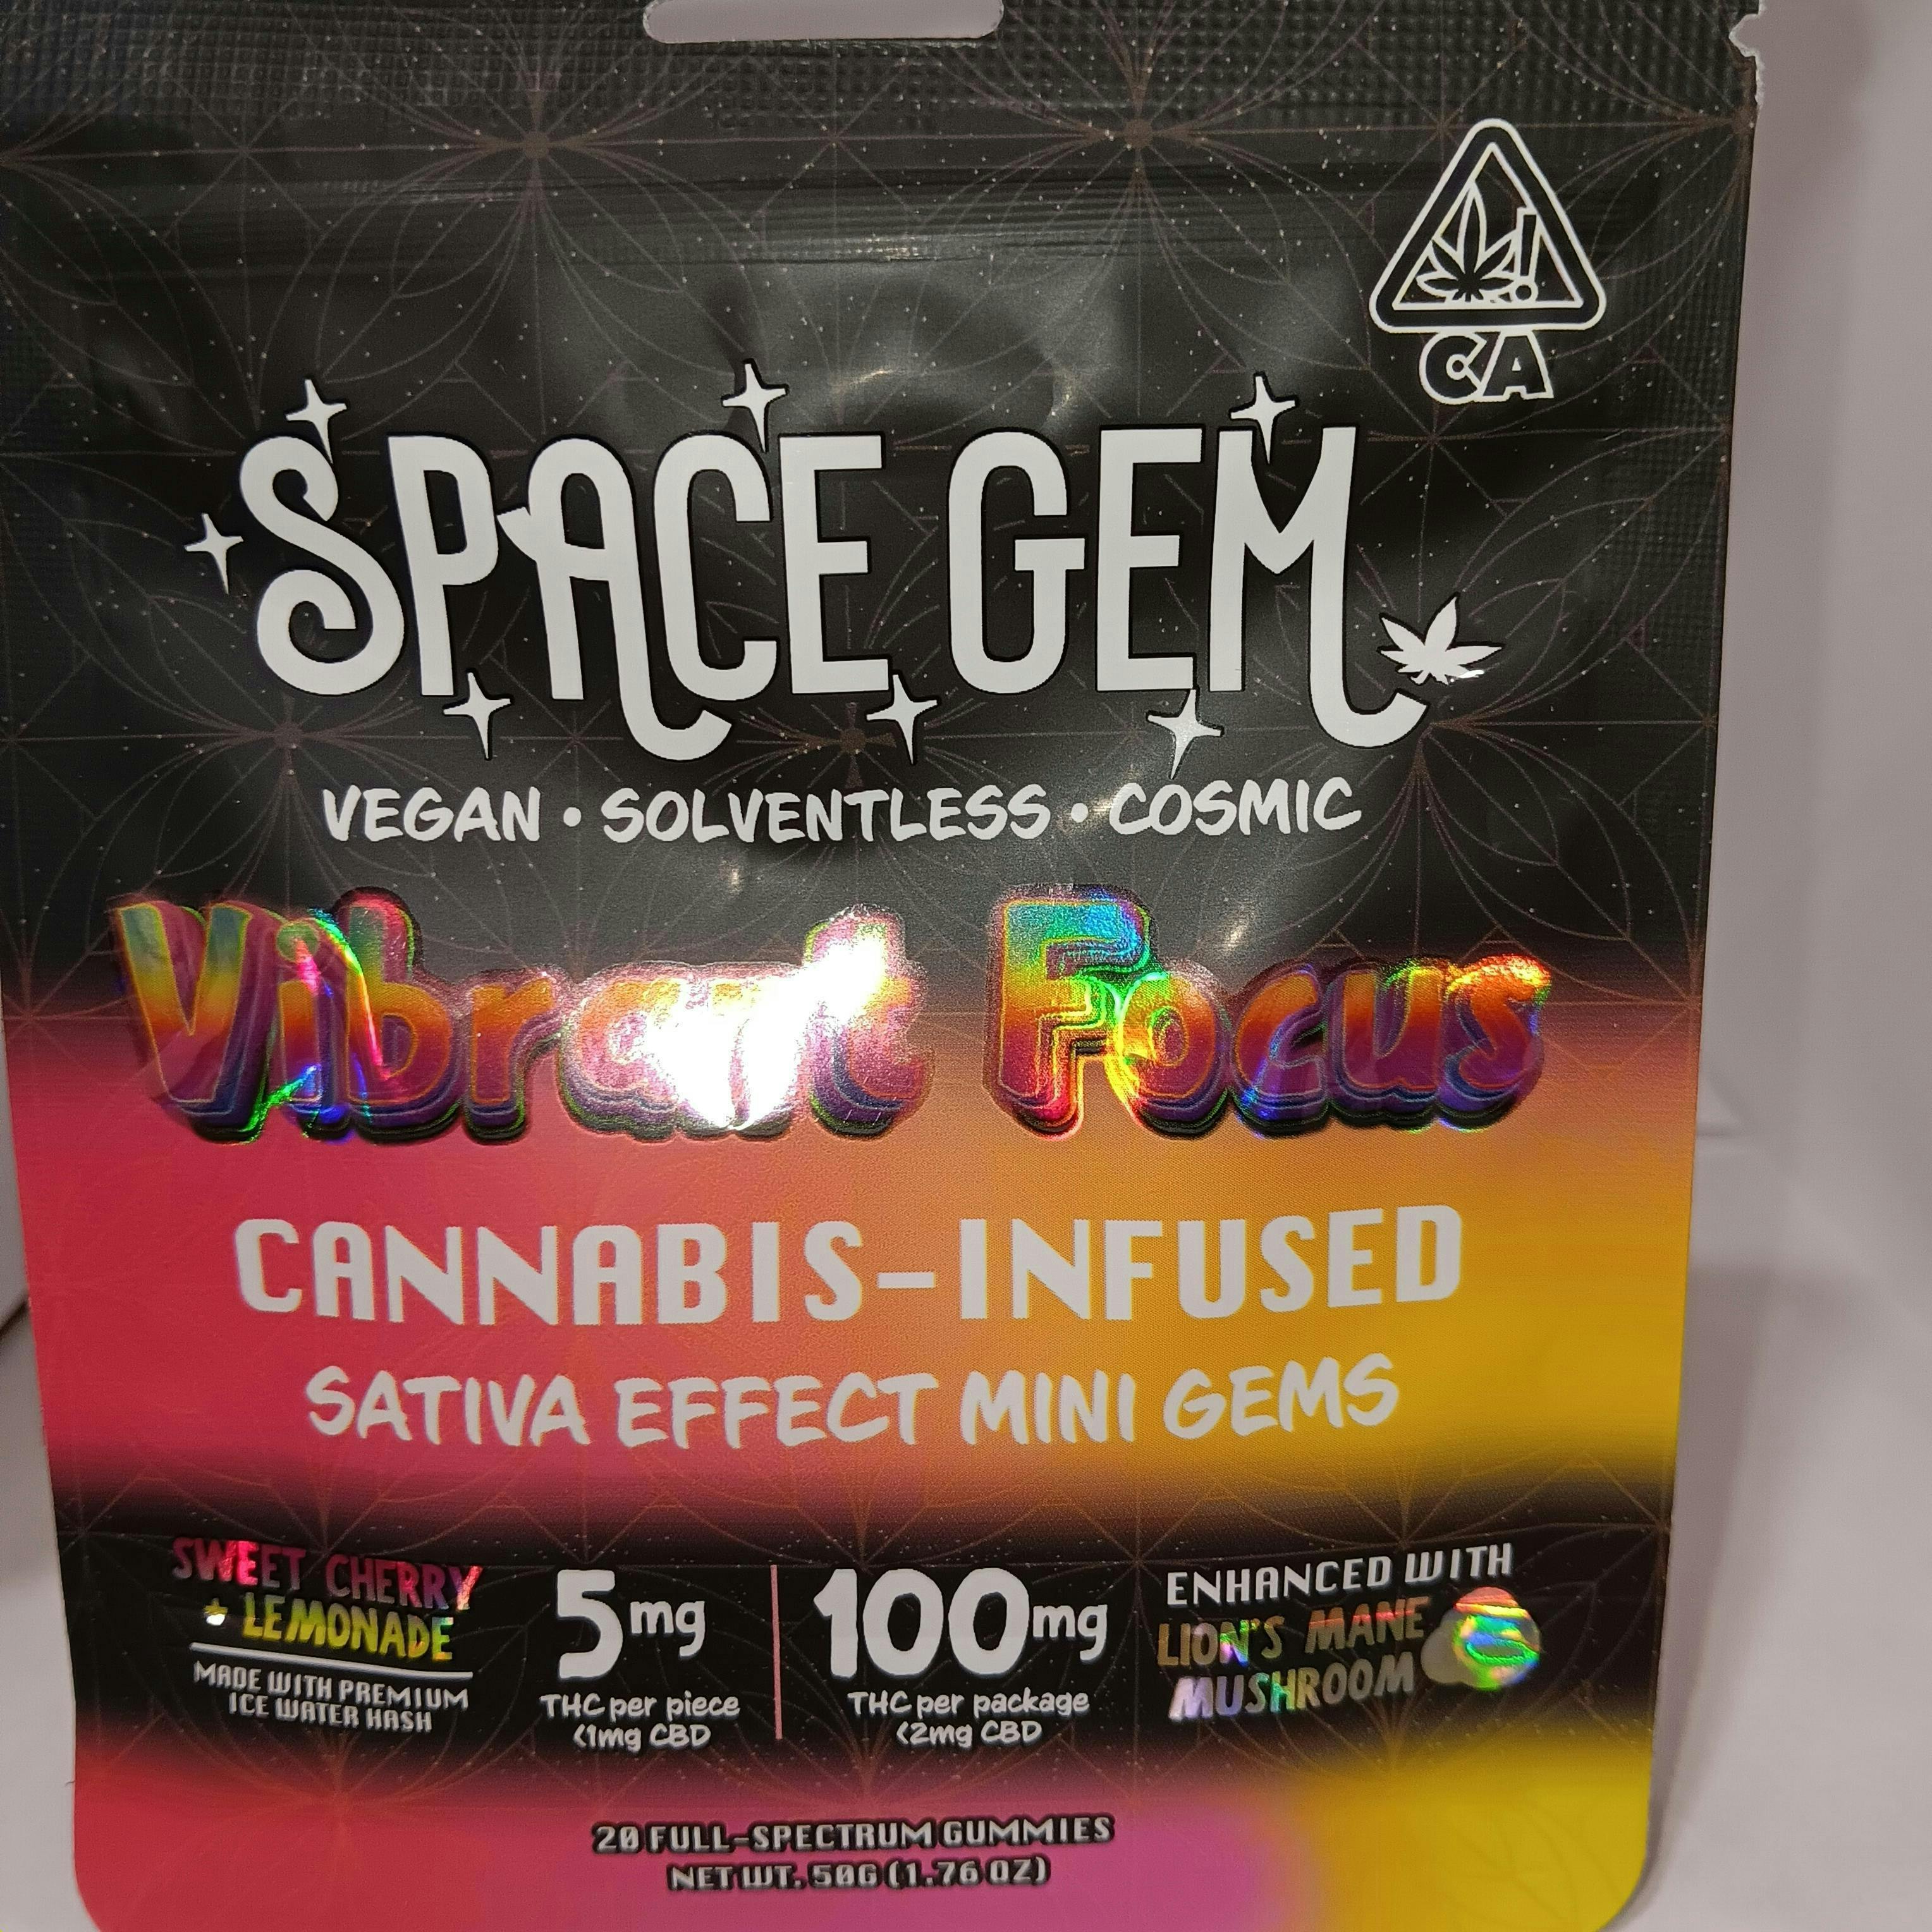 CA
SPACE GEM
VEGAN • SOLVENTLESS • COSMIC
Vibrant Focus
CANNABIS-INFUSED
SATIVA EFFECT MINI GEMS
SWEET CHERRY
+ LEMONADE
MADE WITH PREMIUM
ICE WATER HASH
5mg
THC per piece
<1mg CBD
100mg
THC per package
<2mg CBD
ENHANCED WITH
LION'S MANE
MUSHROOM
20 FULL-SPECTRUM GUMMIES
NET WT. 50G (1.76 OZ)